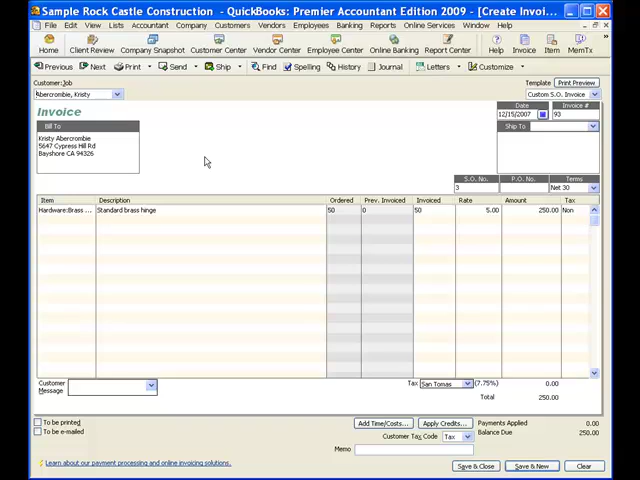 Sample Rock Castle Construction - QuickBooks: Premier Accountant Edition 2009 - [Create Invoi...
File Edit View Lists Accountant Company Customers Vendors Employees Banking Reports Online Services Window Help
Home Client Review Company Snapshot Customer Center Vendor Center Employee Center Online Banking Report Center Help Invoice Item MemTx
Previous Next Print Send Ship Find Spelling History Journal Letters Customize
Customer:Job
Template Print Preview
Abercrombie, Kristy
Custom S.O. Invoice
Invoice
Date Invoice #
12/15/2007 93
Bill To
Ship To
Kristy Abercrombie
5647 Cypress Hill Rd
Bayshore CA 94326
S.O. No. P.O. No. Terms
3 Net 30
Item Description Ordered Prev. Invoiced Invoiced Rate Amount Tax
Hardware:Brass ... Standard brass hinge 50 0 50 5.00 250.00 Non
Customer Message
Tax San Tomas (7.75%) 0.00
Total 250.00
To be printed
To be e-mailed
Add Time/Costs... Apply Credits... Payments Applied 0.00
Customer Tax Code Tax Balance Due 250.00
Memo
Learn about our payment processing and online invoicing solutions.
Save & Close Save & New Clear